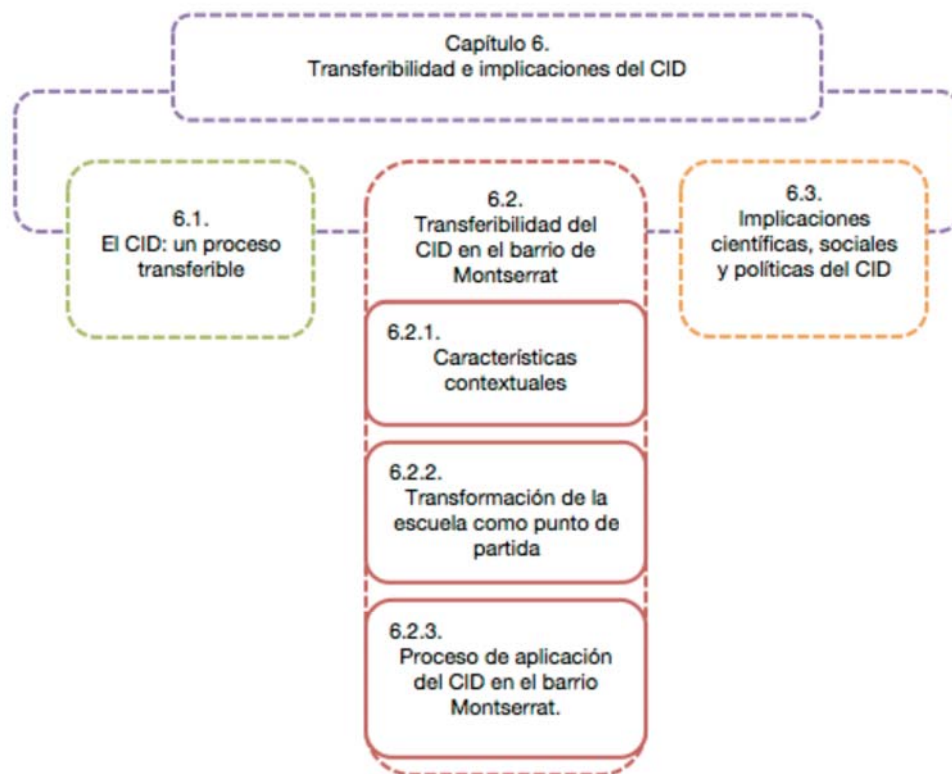 Capítulo 6.
Transferibilidad e implicaciones del CID
6.1.
El CID: un proceso
transferible
6.2.
Transferibilidad del
CID en el barrio de
Montserrat
6.2.1.
Características
contextuales
6.2.2.
Transformación de la
escuela como punto de
partida
6.2.3.
Proceso de aplicación
del CID en el barrio
Montserrat.
6.3.
Implicaciones
científicas, sociales
y políticas del CID